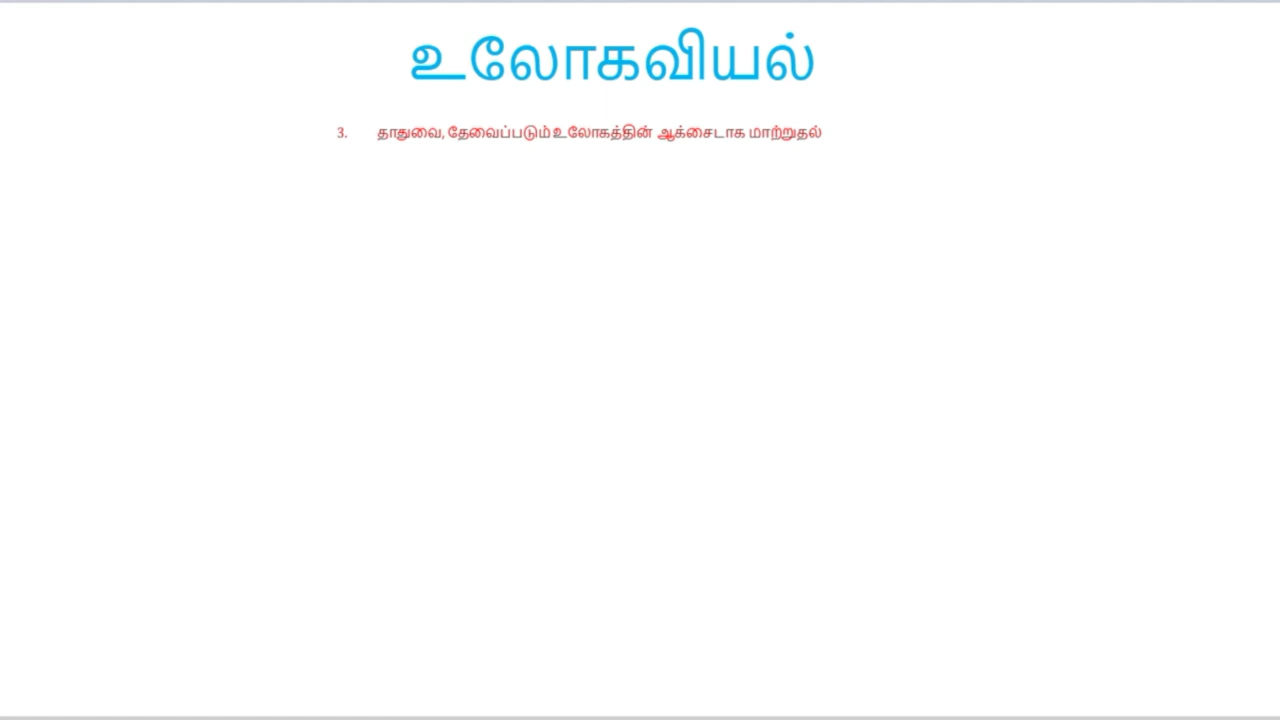 உலோகவியல்
3. தாதுவை, தேவைப்படும் உலோகத்தின் ஆக்சைடாக மாற்றுதல்